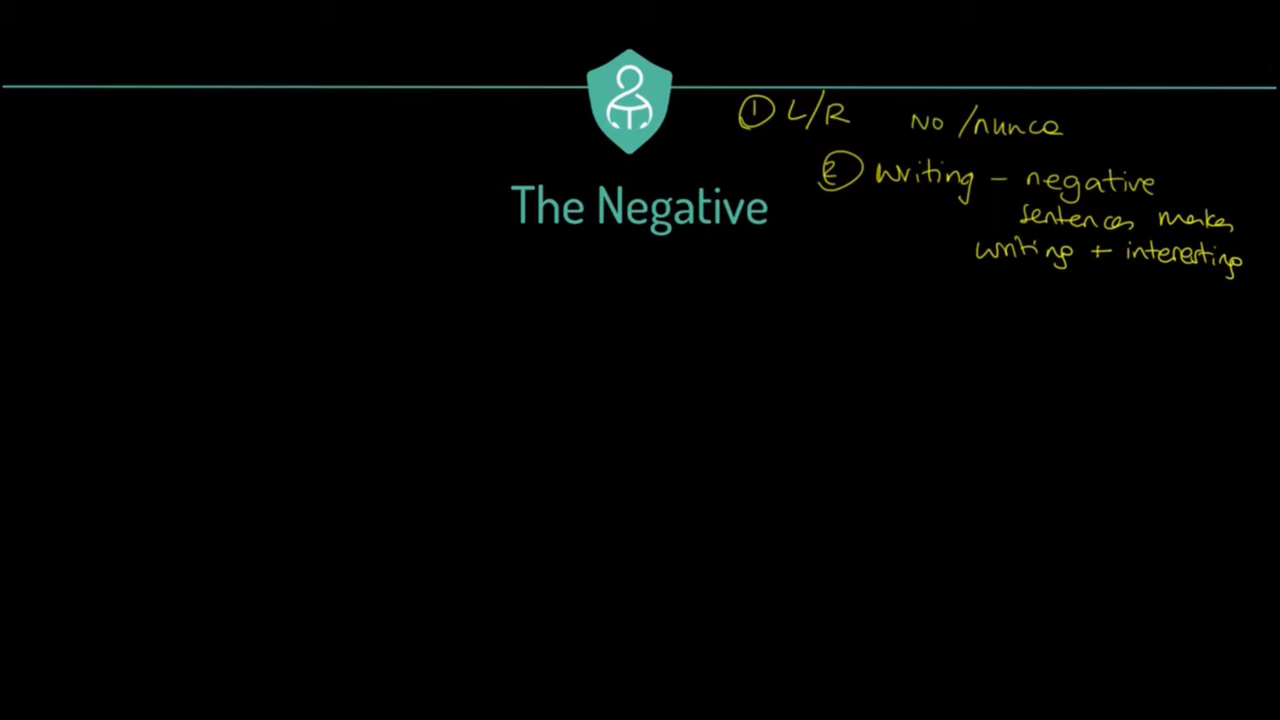 ① L/R No/nunca
② writing - negative
The Negative
sentences makes
writing + interesting